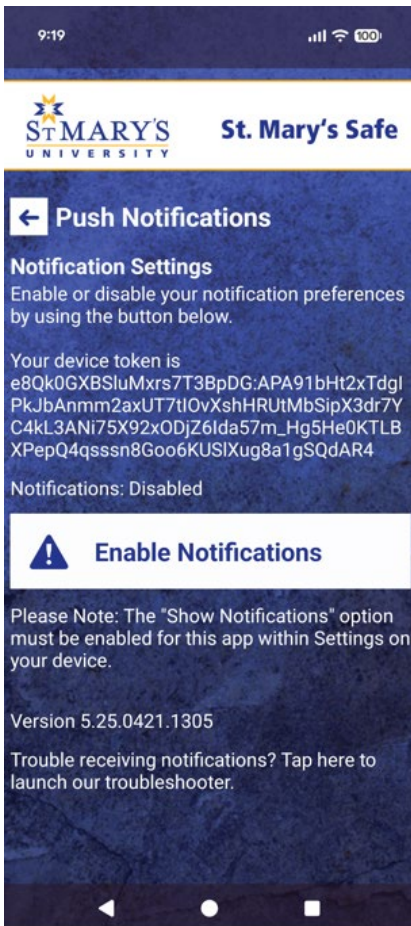 9:19
100
ST MARY'S
UNIVERSITY
St. Mary's Safe
Push Notifications
Notification Settings
Enable or disable your notification preferences
by using the button below.
Your device token is
e8Qk0GXBSluMxrs7T3BpDG:APA91bHt2xTdgI
PkJbAnmm2axUT7tIOvXshHRUtMbSipX3dr7Y
C4kL3ANi75X92xODjZ6Ida57m_Hg5He0KTLB
XPepQ4qsssn8Goo6KUSlXug8a1gSQdAR4
Notifications: Disabled
Enable Notifications
Please Note: The "Show Notifications" option
must be enabled for this app within Settings on
your device.
Version 5.25.0421.1305
Trouble receiving notifications? Tap here to
launch our troubleshooter.